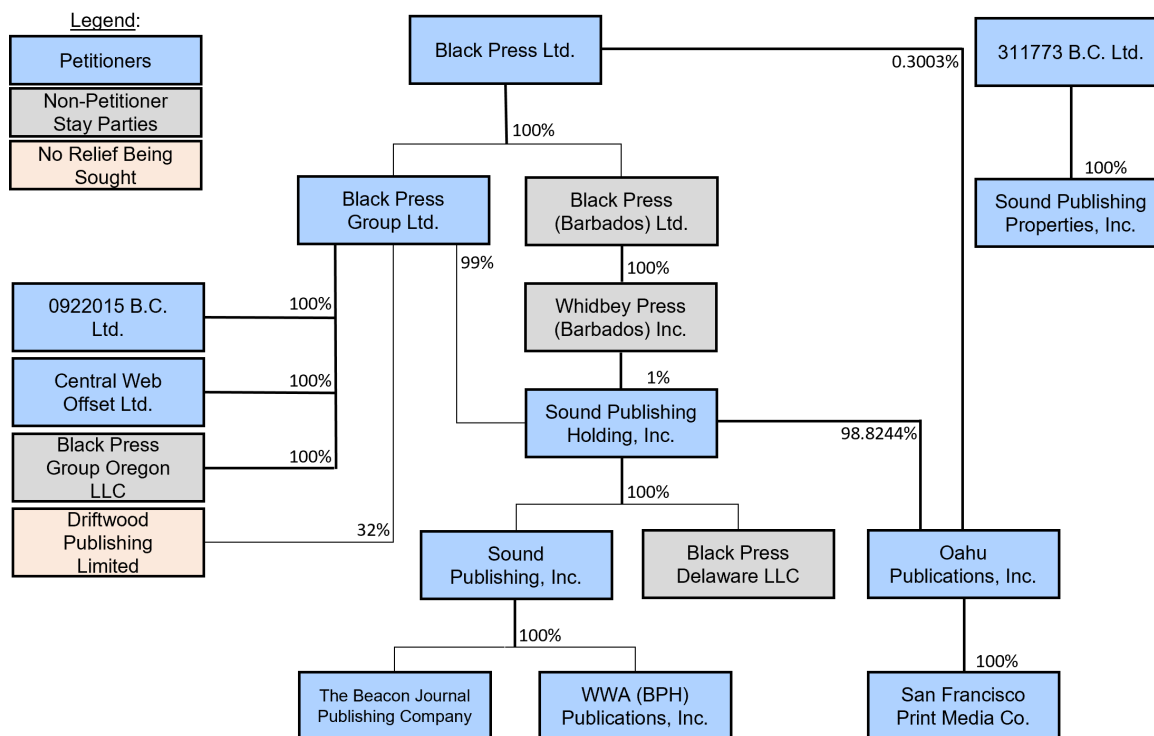 Legend:
Petitioners
Non-Petitioner
Stay Parties
No Relief Being
Sought
Black Press Ltd.
0.3003%
311773 B.C. Ltd.
100%
100%
Sound Publishing
Properties, Inc.
Black Press
Group Ltd.
Black Press
(Barbados) Ltd.
99%
100%
0922015 B.C.
Ltd.
100%
Whidbey Press
(Barbados) Inc.
Central Web
Offset Ltd.
100%
1%
Sound Publishing
Holding, Inc.
98.8244%
Black Press
Group Oregon
LLC
100%
100%
Driftwood
Publishing
Limited
32%
Sound
Publishing, Inc.
Black Press
Delaware LLC
Oahu
Publications, Inc.
100%
100%
The Beacon Journal
Publishing Company
WWA (BPH)
Publications, Inc.
San Francisco
Print Media Co.